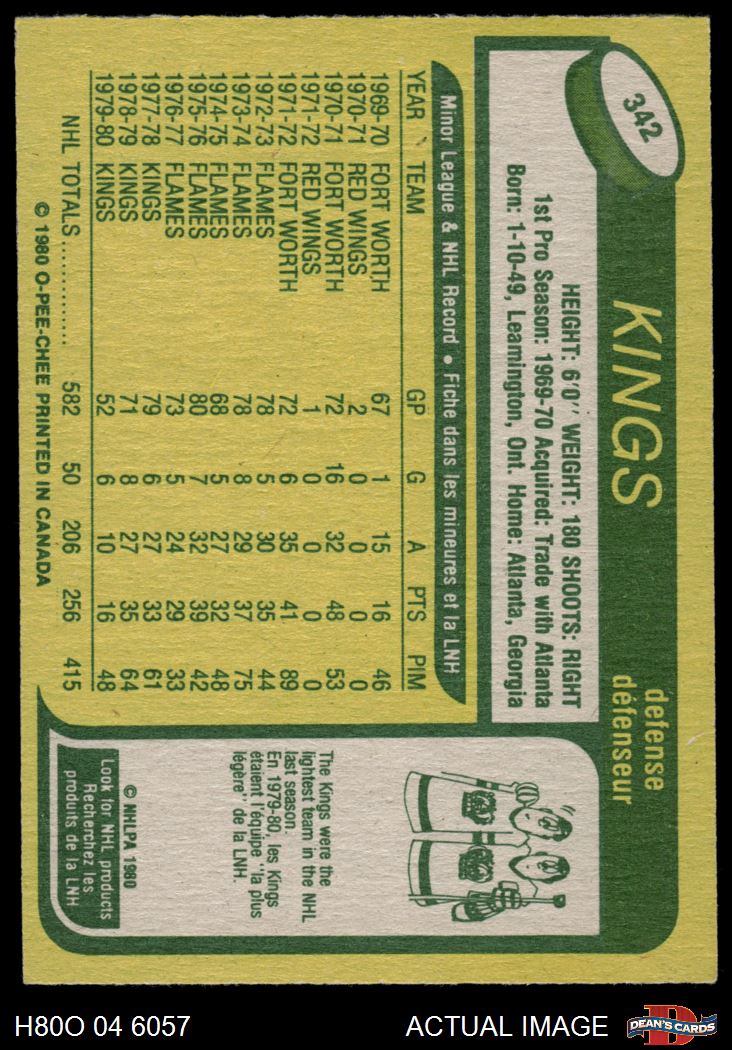 342
KINGS
defense
défenseur
HEIGHT: 6'0" WEIGHT: 180 SHOOTS: RIGHT
1st Pro Season: 1969-70 Acquired: Trade with Atlanta
Born: 1-10-49, Leamington, Ont. Home: Atlanta, Georgia
Minor League & NHL Record • Fiche dans les mineures et la LNH
YEAR TEAM GP G A PTS PIM
1969-70 FORT WORTH 67 1 15 16 46
1970-71 RED WINGS 2 0 0 0 0
1970-71 FORT WORTH 72 16 32 48 53
1971-72 RED WINGS 1 0 0 0 0
1971-72 FORT WORTH 72 6 35 41 89
1972-73 FLAMES 78 5 30 35 44
1973-74 FLAMES 78 8 29 37 75
1974-75 FLAMES 68 5 27 32 48
1975-76 FLAMES 80 7 32 39 42
1976-77 FLAMES 73 5 24 29 33
1977-78 KINGS 79 6 27 33 61
1978-79 KINGS 71 8 27 35 64
1979-80 KINGS 52 6 10 16 48
NHL TOTALS .............. 582 50 206 256 415
© 1980 O-PEE-CHEE PRINTED IN CANADA
The Kings were the
lightest team in the NHL
last season.
En 1979-80, les Kings
étaient l'équipe "la plus
légère" de la LNH.
© NHLPA 1980
Look for NHL products
Recherchez les
produits de la LNH
H80O 04 6057
ACTUAL IMAGE
D
DEAN'S CARDS